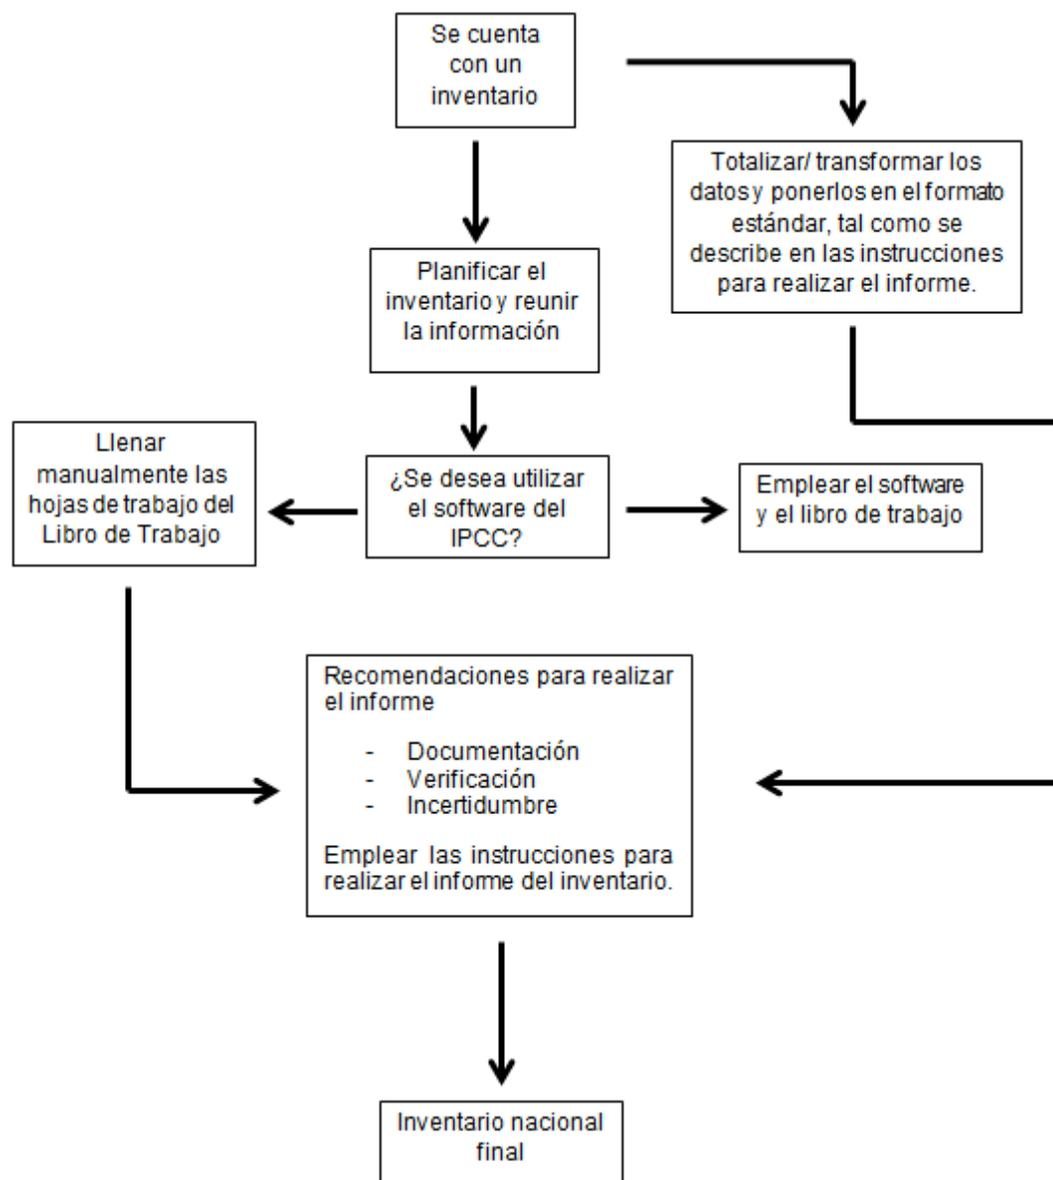 Se cuenta
con un
inventario
Totalizar/ transformar los
datos y ponerlos en el formato
estándar, tal como se
describe en las instrucciones
para realizar el informe.
Planificar el
inventario y reunir
la información
Llenar
manualmente las
hojas de trabajo del
Libro de Trabajo
¿Se desea utilizar
el software del
IPCC?
Emplear el software
y el libro de trabajo
Recomendaciones para realizar
el informe
- Documentación
- Verificación
- Incertidumbre
Emplear las instrucciones para
realizar el informe del inventario.
Inventario nacional
final